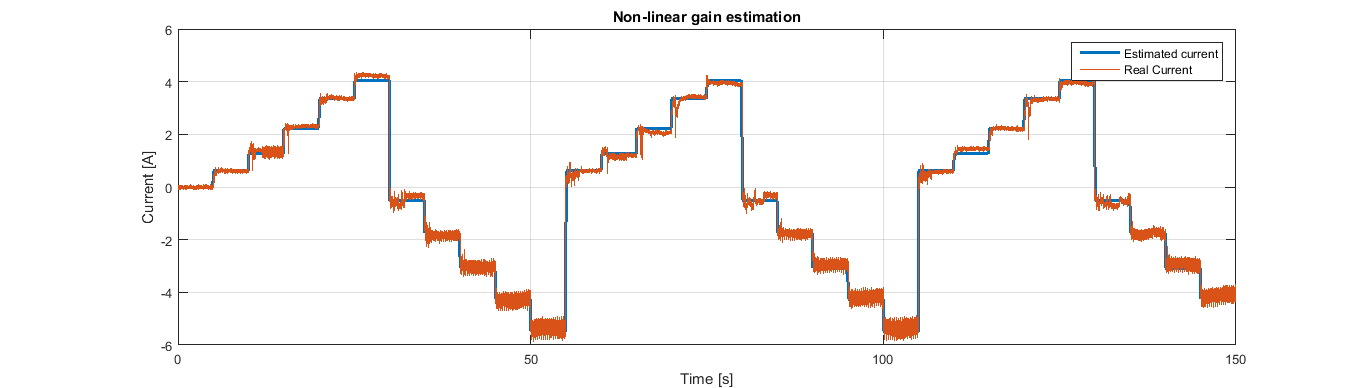 Non-linear gain estimation
Estimated current
Real Current
Current [A]
6
4
2
0
-2
-4
-6
0
50
100
150
Time [s]